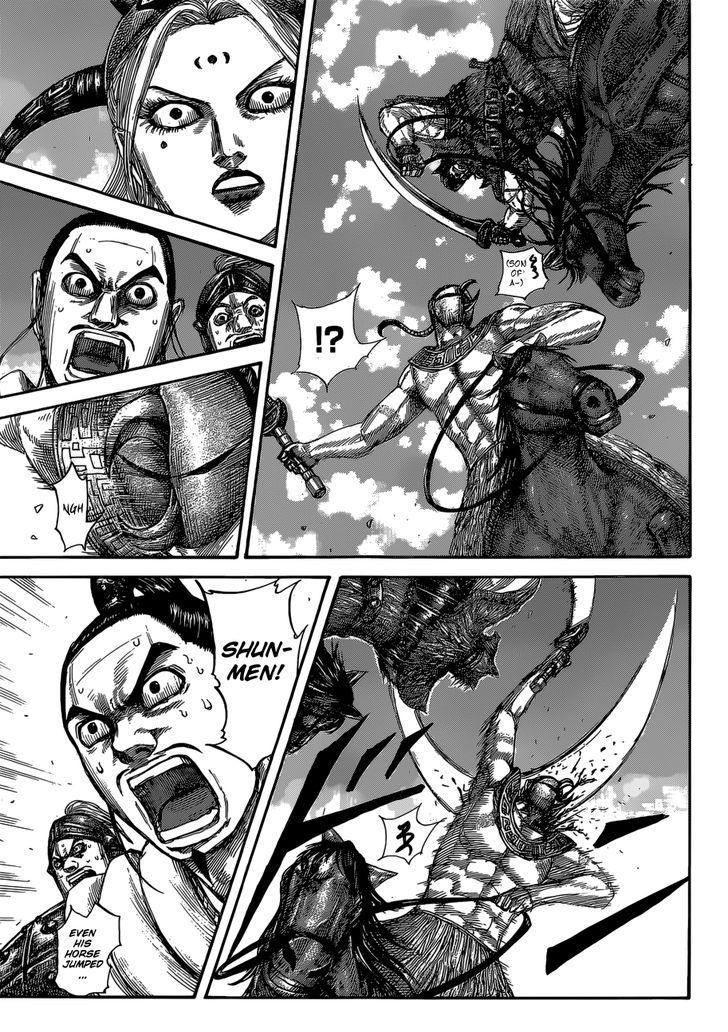 (SON
OF
A-)
!?
NGH
SHUN-
MEN!
EVEN
HIS
HORSE
JUMPED
...